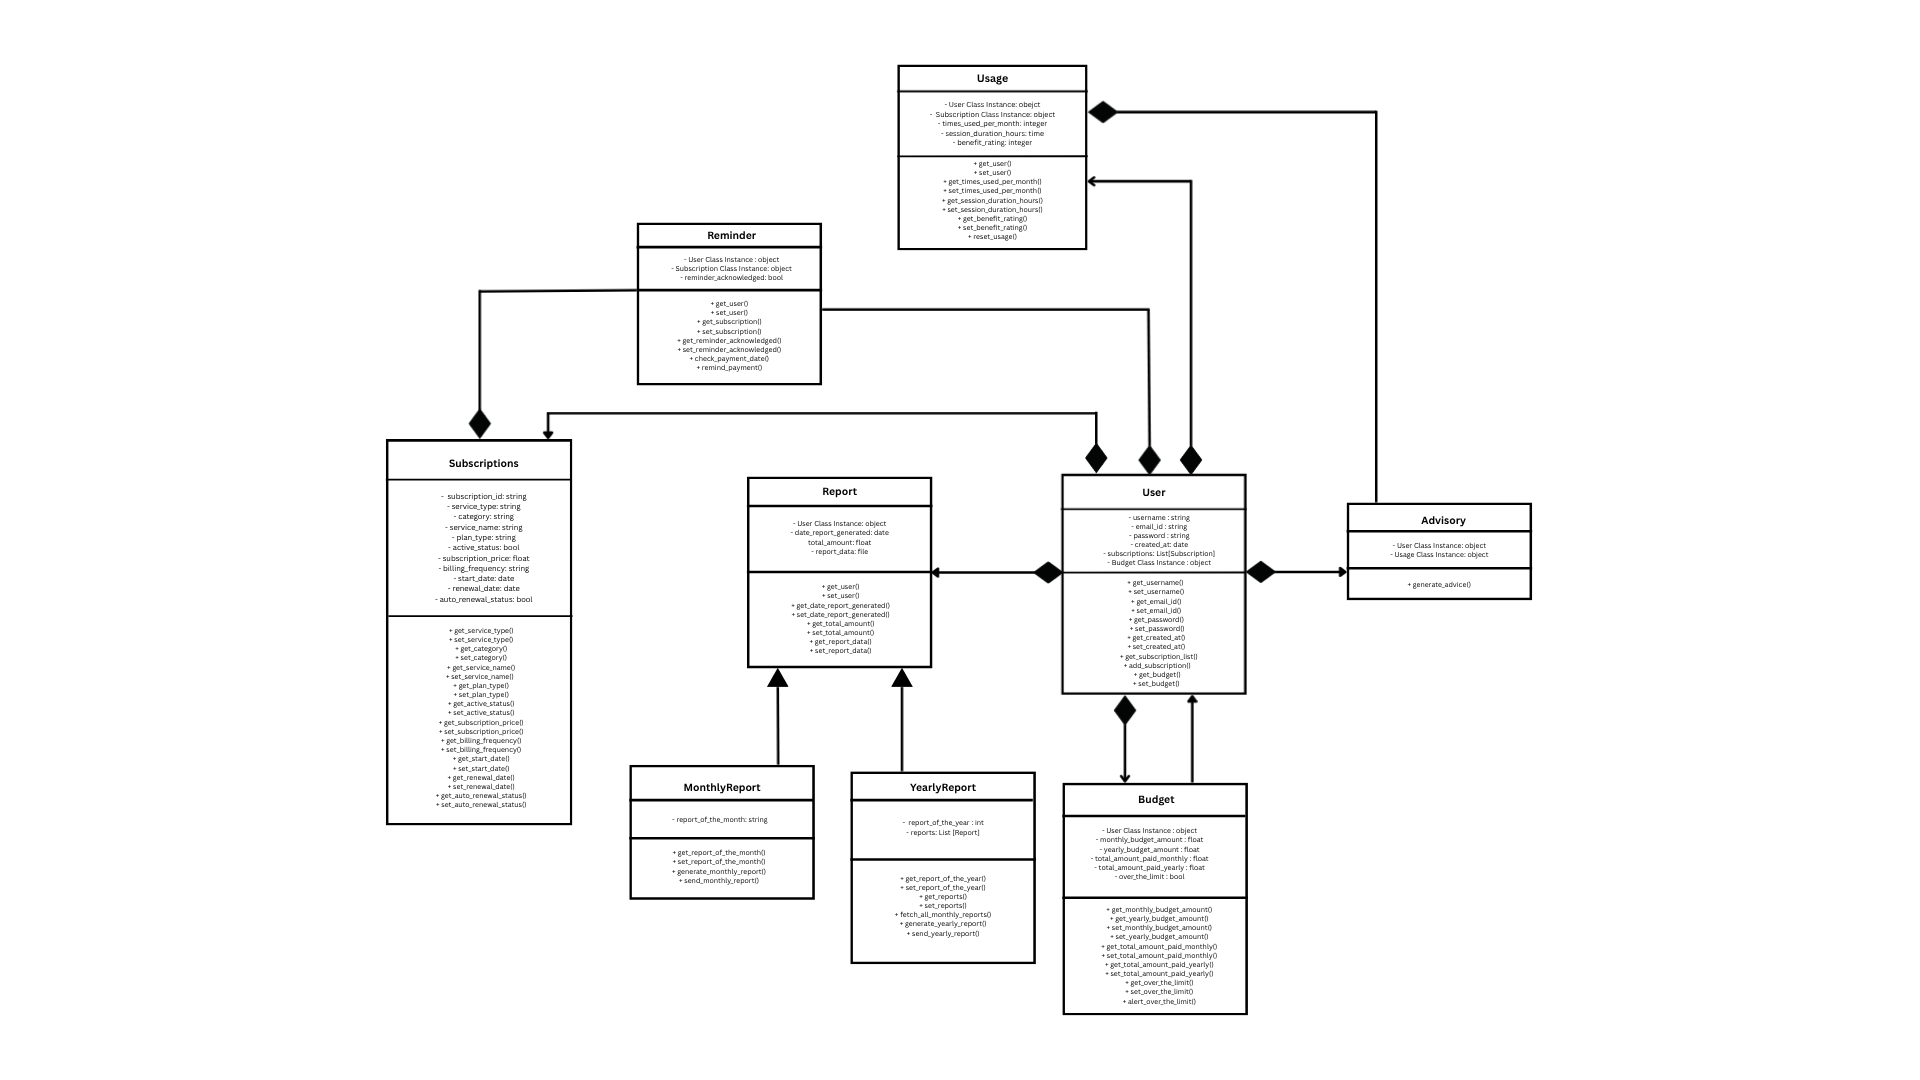 Usage
- User Class Instance: obejct
- Subscription Class Instance: object
- times_used_per_month: integer
- session_duration_hours: time
- benefit_rating: integer
+ get_user()
+ set_user()
+ get_times_used_per_month()
+ set_times_used_per_month()
+ get_session_duration_hours()
+ set_session_duration_hours()
+ get_benefit_rating()
+ set_benefit_rating()
+ reset_usage()
Reminder
- User Class Instance : object
- Subscription Class Instance: object
- reminder_acknowledged: bool
+ get_user()
+ set_user()
+ get_subscription()
+ set_subscription()
+ get_reminder_acknowledged()
+ set_reminder_acknowledged()
+ check_payment_date()
+ remind_payment()
Subscriptions
- subscription_id: string
- service_type: string
- category: string
- service_name: string
- plan_type: string
- active_status: bool
- subscription_price: float
- billing_frequency: string
- start_date: date
- renewal_date: date
- auto_renewal_status: bool
+ get_service_type()
+ set_service_type()
+ get_category()
+ set_category()
+ get_service_name()
+ set_service_name()
+ get_plan_type()
+ set_plan_type()
+ get_active_status()
+ set_active_status()
+ get_subscription_price()
+ set_subscription_price()
+ get_billing_frequency()
+ set_billing_frequency()
+ get_start_date()
+ set_start_date()
+ get_renewal_date()
+ set_renewal_date()
+ get_auto_renewal_status()
+ set_auto_renewal_status()
Report
- User Class Instance: object
- date_report_generated: date
total_amount: float
- report_data: file
+ get_user()
+ set_user()
+ get_date_report_generated()
+ set_date_report_generated()
+ get_total_amount()
+ set_total_amount()
+ get_report_data()
+ set_report_data()
User
- username : string
- email_id : string
- password : string
- created_at: date
- subscriptions: List[Subscription]
- Budget Class Instance : object
+ get_username()
+ set_username()
+ get_email_id()
+ set_email_id()
+ get_password()
+ set_password()
+ get_created_at()
+ set_created_at()
+ get_subscription_list()
+ add_subscription()
+ get_budget()
+ set_budget()
Advisory
- User Class Instance: object
- Usage Class Instance: object
+ generate_advice()
MonthlyReport
- report_of_the_month: string
+ get_report_of_the_month()
+ set_report_of_the_month()
+ generate_monthly_report()
+ send_monthly_report()
YearlyReport
- report_of_the_year : int
- reports: List [Report]
+ get_report_of_the_year()
+ set_report_of_the_year()
+ get_reports()
+ set_reports()
+ fetch_all_monthly_reports()
+ generate_yearly_report()
+ send_yearly_report()
Budget
- User Class Instance : object
- monthly_budget_amount : float
- yearly_budget_amount : float
- total_amount_paid_monthly : float
- total_amount_paid_yearly : float
- over_the_limit : bool
+ get_monthly_budget_amount()
+ get_yearly_budget_amount()
+ set_monthly_budget_amount()
+ set_yearly_budget_amount()
+ get_total_amount_paid_monthly()
+ set_total_amount_paid_monthly()
+ get_total_amount_paid_yearly()
+ set_total_amount_paid_yearly()
+ get_over_the_limit()
+ set_over_the_limit()
+ alert_over_the_limit()